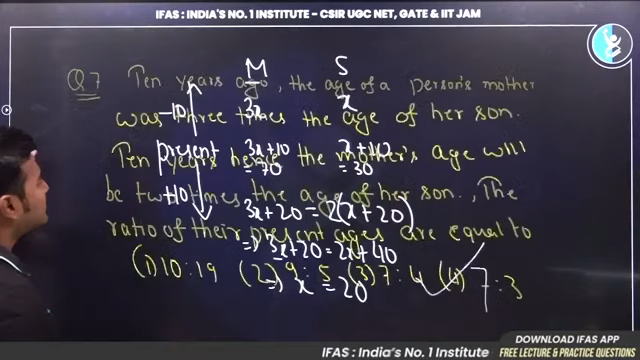 IFAS: INDIA'S NO. 1 INSTITUTE - CSIR UGC NET, GATE & IIT JAM
M S
Q7 Ten years ago, the age of a person's mother
3x x
was three times the age of her son.
-10
3x+10 x+10
Ten years hence the mother's age will
present
= 70 = 30
be two times the age of her son., The
+10
3x+20 = 2(x+20)
ratio of their present ages are equal to
=> 3x+20 = 2x+40
(1) 10:19 (2) 9:5 (3) 7:4 (4) 7:3
=> x = 20
DOWNLOAD IFAS APP
IFAS : India's No. 1 Institute FREE LECTURE & PRACTICE QUESTIONS